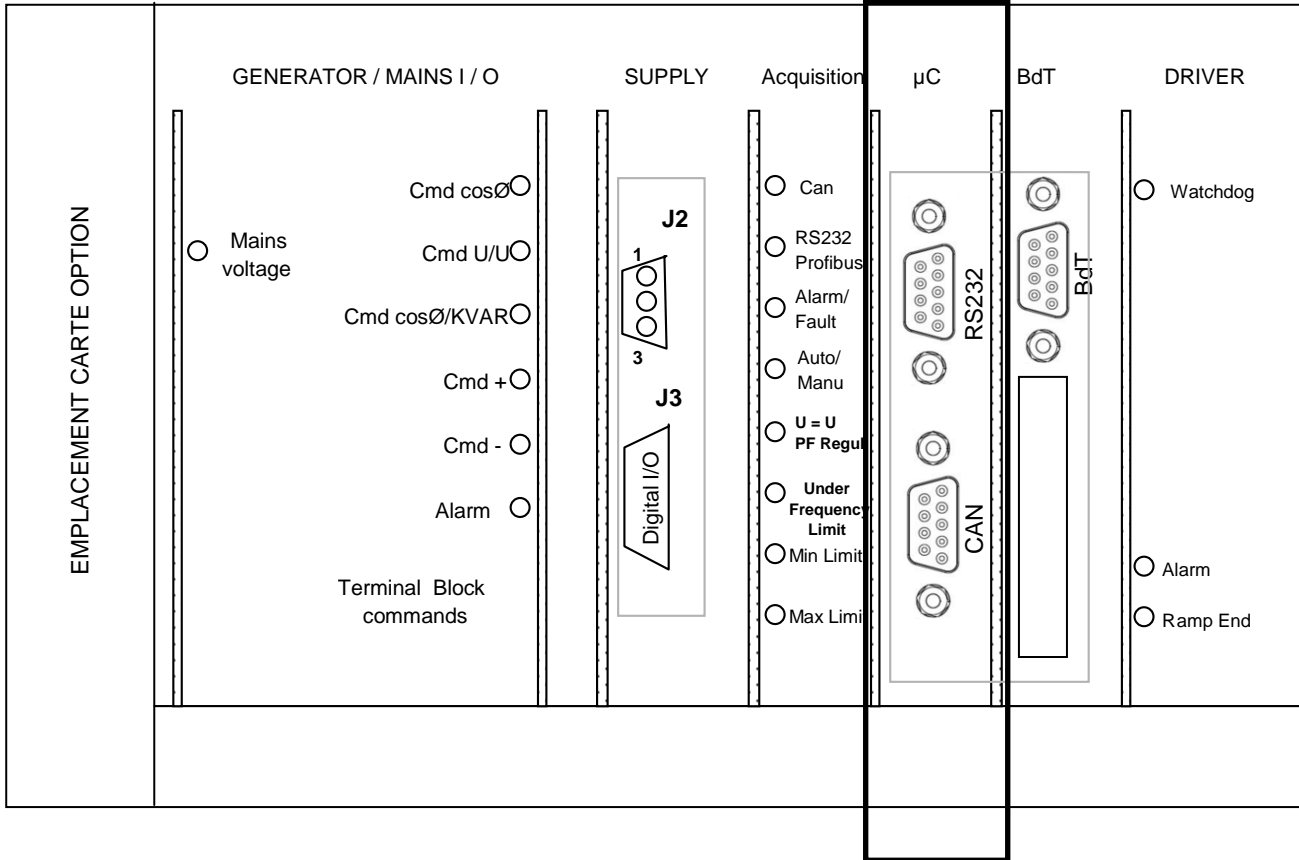 GENERATOR / MAINS I / O
SUPPLY
Acquisition
µC
BdT
DRIVER
EMPLACEMENT CARTE OPTION
Mains
voltage
Cmd cosØ
Cmd U/U
Cmd cosØ/KVAR
Cmd +
Cmd -
Alarm
Terminal Block
commands
J2
1
3
J3
Digital I/O
Can
RS232
Profibus
Alarm/
Fault
Auto/
Manu
U = U
PF Regul
Under
Frequency
Limit
Min Limit
Max Limi
RS232
CAN
BdT
Watchdog
Alarm
Ramp End